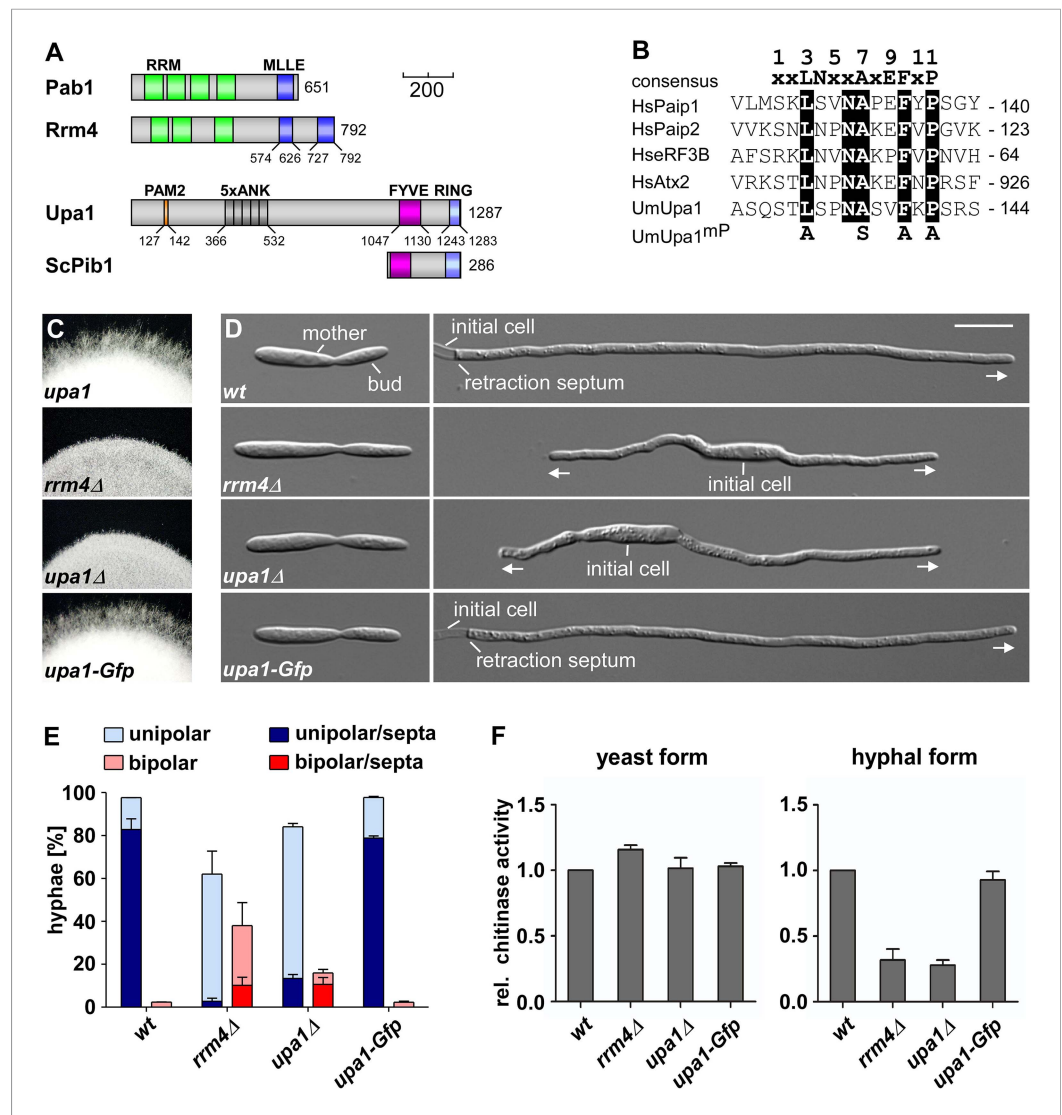 A
RRM MLLE
Pab1 651
200
Rrm4 792
574 626 727 792
PAM2 5xANK FYVE RING
Upa1 1287
127 142 366 532 1047 1130 1243 1283
ScPib1 286
B
1 3 5 7 9 11
consensus xxLNxxAxEFxP
HsPaip1 VLMSKLSVNAPEFYPSGY - 140
HsPaip2 VVKSNLNPNAKEFVPGVK - 123
HseRF3B AFSRKLNVNAKPFVPNVH - 64
HsAtx2 VRKSTLNPNAKEFNPRSF - 926
UmUpa1 ASQSTLSPNASVFKPSRS - 144
UmUpa1mP A S A A
C
upa1
rrm4Δ
upa1Δ
upa1-Gfp
D
mother
bud
wt
initial cell
retraction septum
rrm4Δ
initial cell
upa1Δ
initial cell
upa1-Gfp
initial cell
retraction septum
E
unipolar unipolar/septa
bipolar bipolar/septa
hyphae [%]
100
80
60
40
20
0
wt rrm4Δ upa1Δ upa1-Gfp
F
yeast form
rel. chitinase activity
1.5
1.0
0.5
0.0
wt rrm4Δ upa1Δ upa1-Gfp
hyphal form
1.5
1.0
0.5
0.0
wt rrm4Δ upa1Δ upa1-Gfp